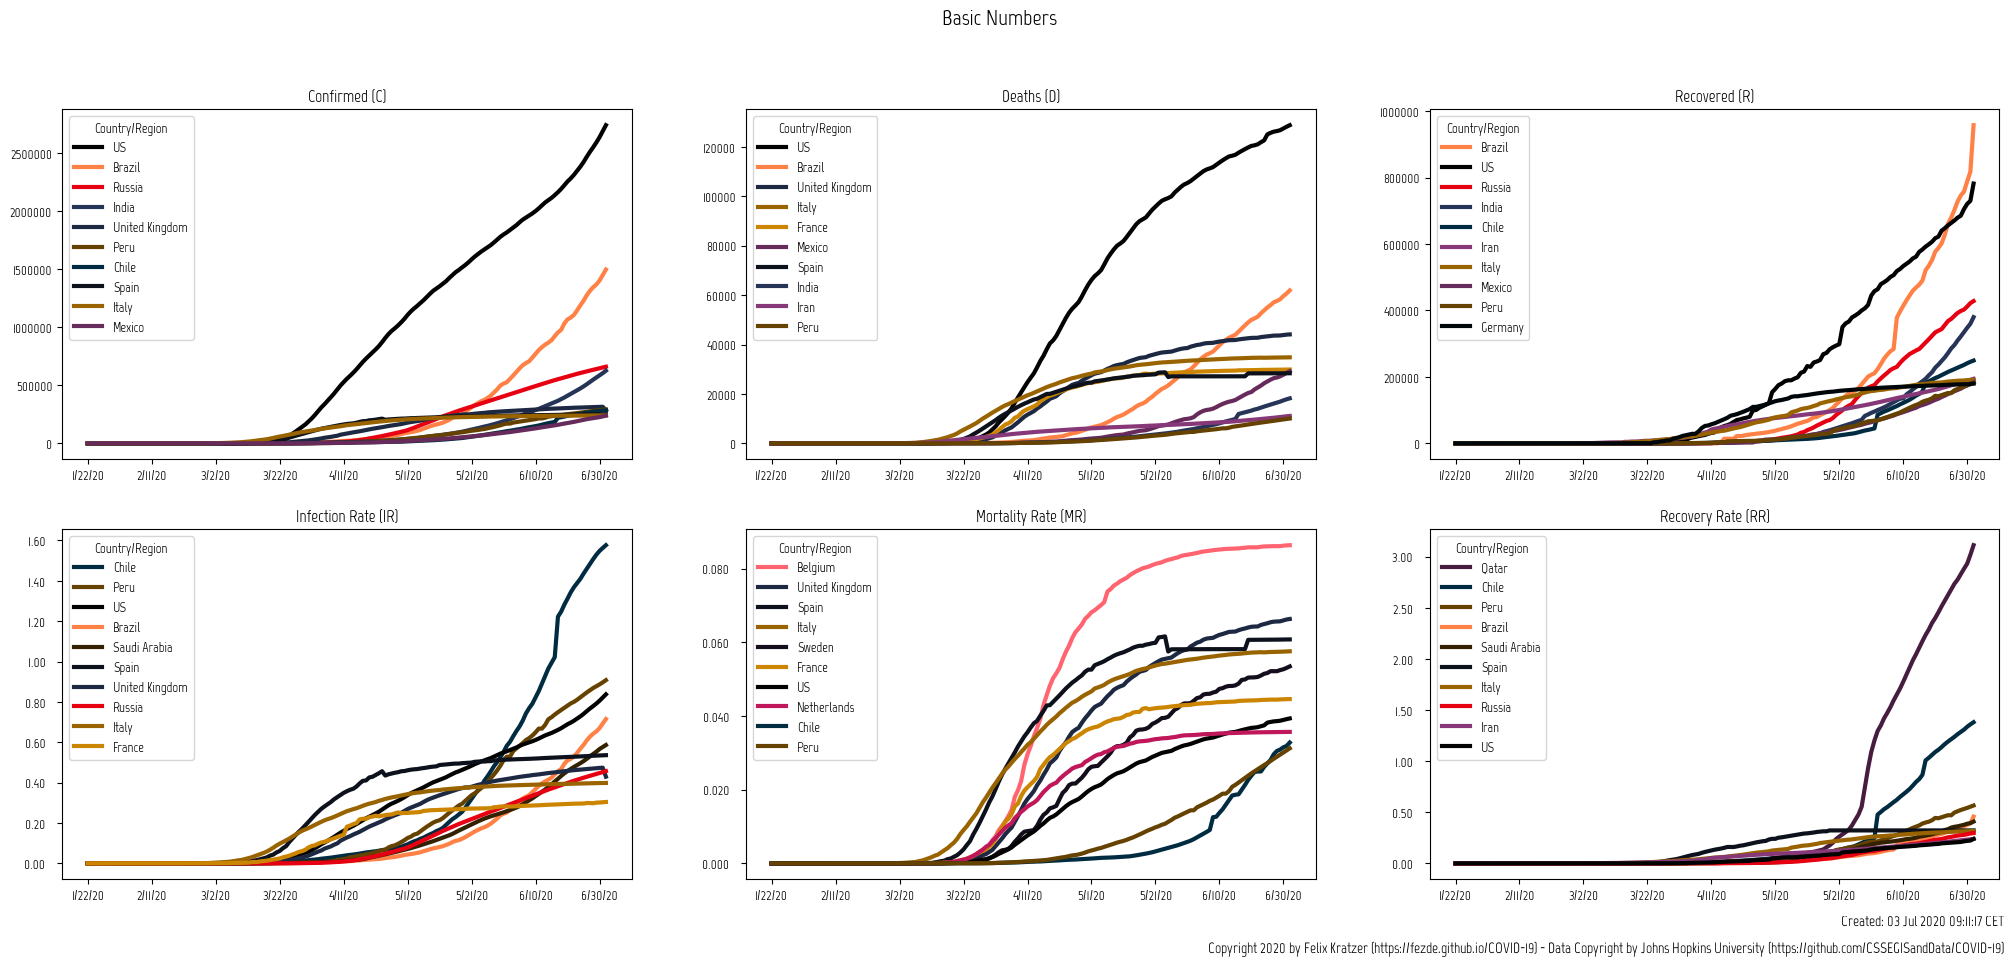 Basic Numbers
Confirmed (C)
Country/Region
US
Brazil
Russia
India
United Kingdom
Peru
Chile
Spain
Italy
Mexico
2500000
2000000
1500000
1000000
500000
0
1/22/20 2/11/20 3/2/20 3/22/20 4/11/20 5/1/20 5/21/20 6/10/20 6/30/20
Deaths (D)
Country/Region
US
Brazil
United Kingdom
Italy
France
Mexico
Spain
India
Iran
Peru
120000
100000
80000
60000
40000
20000
0
1/22/20 2/11/20 3/2/20 3/22/20 4/11/20 5/1/20 5/21/20 6/10/20 6/30/20
Recovered (R)
Country/Region
Brazil
US
Russia
India
Chile
Iran
Italy
Mexico
Peru
Germany
1000000
800000
600000
400000
200000
0
1/22/20 2/11/20 3/2/20 3/22/20 4/11/20 5/1/20 5/21/20 6/10/20 6/30/20
Infection Rate (IR)
Country/Region
Chile
Peru
US
Brazil
Saudi Arabia
Spain
United Kingdom
Russia
Italy
France
1.60
1.40
1.20
1.00
0.80
0.60
0.40
0.20
0.00
1/22/20 2/11/20 3/2/20 3/22/20 4/11/20 5/1/20 5/21/20 6/10/20 6/30/20
Mortality Rate (MR)
Country/Region
Belgium
United Kingdom
Spain
Italy
Sweden
France
US
Netherlands
Chile
Peru
0.080
0.060
0.040
0.020
0.000
1/22/20 2/11/20 3/2/20 3/22/20 4/11/20 5/1/20 5/21/20 6/10/20 6/30/20
Recovery Rate (RR)
Country/Region
Qatar
Chile
Peru
Brazil
Saudi Arabia
Spain
Italy
Russia
Iran
US
3.00
2.50
2.00
1.50
1.00
0.50
0.00
1/22/20 2/11/20 3/2/20 3/22/20 4/11/20 5/1/20 5/21/20 6/10/20 6/30/20
Created: 03 Jul 2020 09:11:17 CET
Copyright 2020 by Felix Kratzer (https://fezde.github.io/COVID-19) - Data Copyright by Johns Hopkins University (https://github.com/CSSEGISandData/COVID-19)